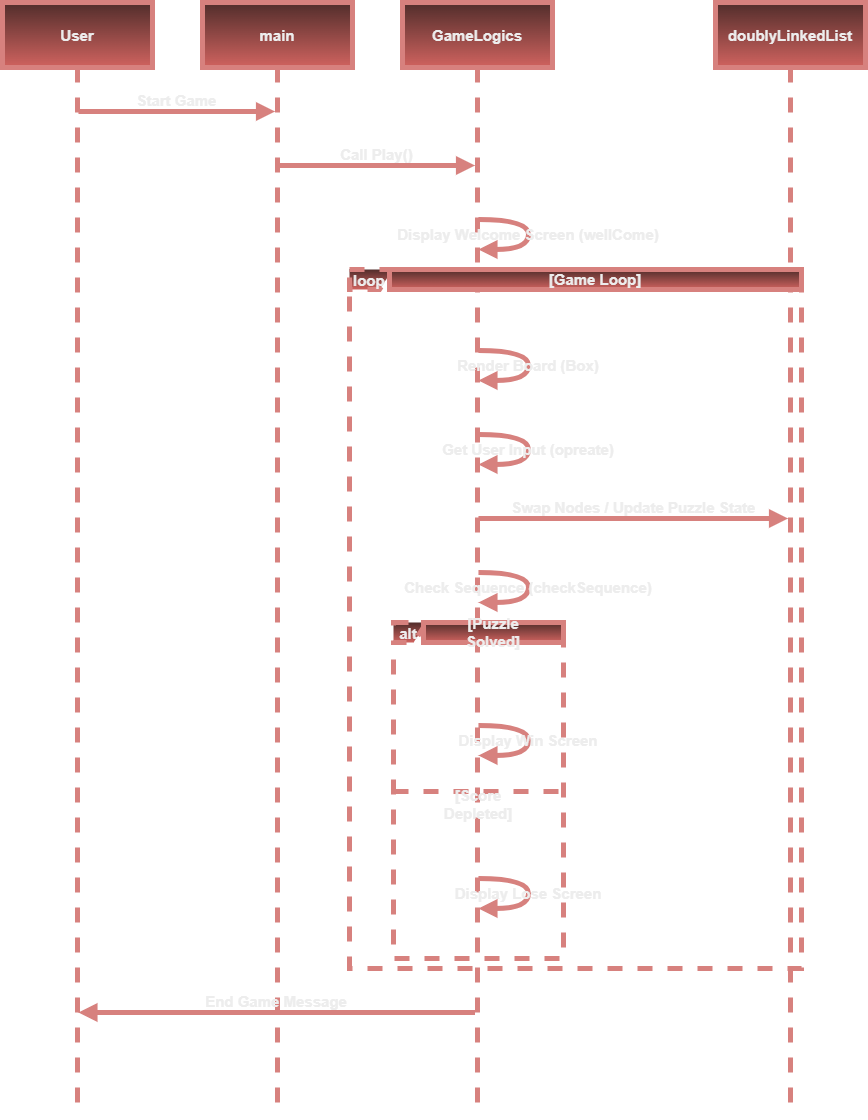 User
main
GameLogics
doublyLinkedList
Start Game
Call Play()
Display Welcome Screen (wellCome)
loop
[Game Loop]
Render Board (Box)
Get User Input (opreate)
Swap Nodes / Update Puzzle State
Check Sequence (checkSequence)
alt
[Puzzle
Solved]
Display Win Screen
[Score
Depleted]
Display Lose Screen
End Game Message